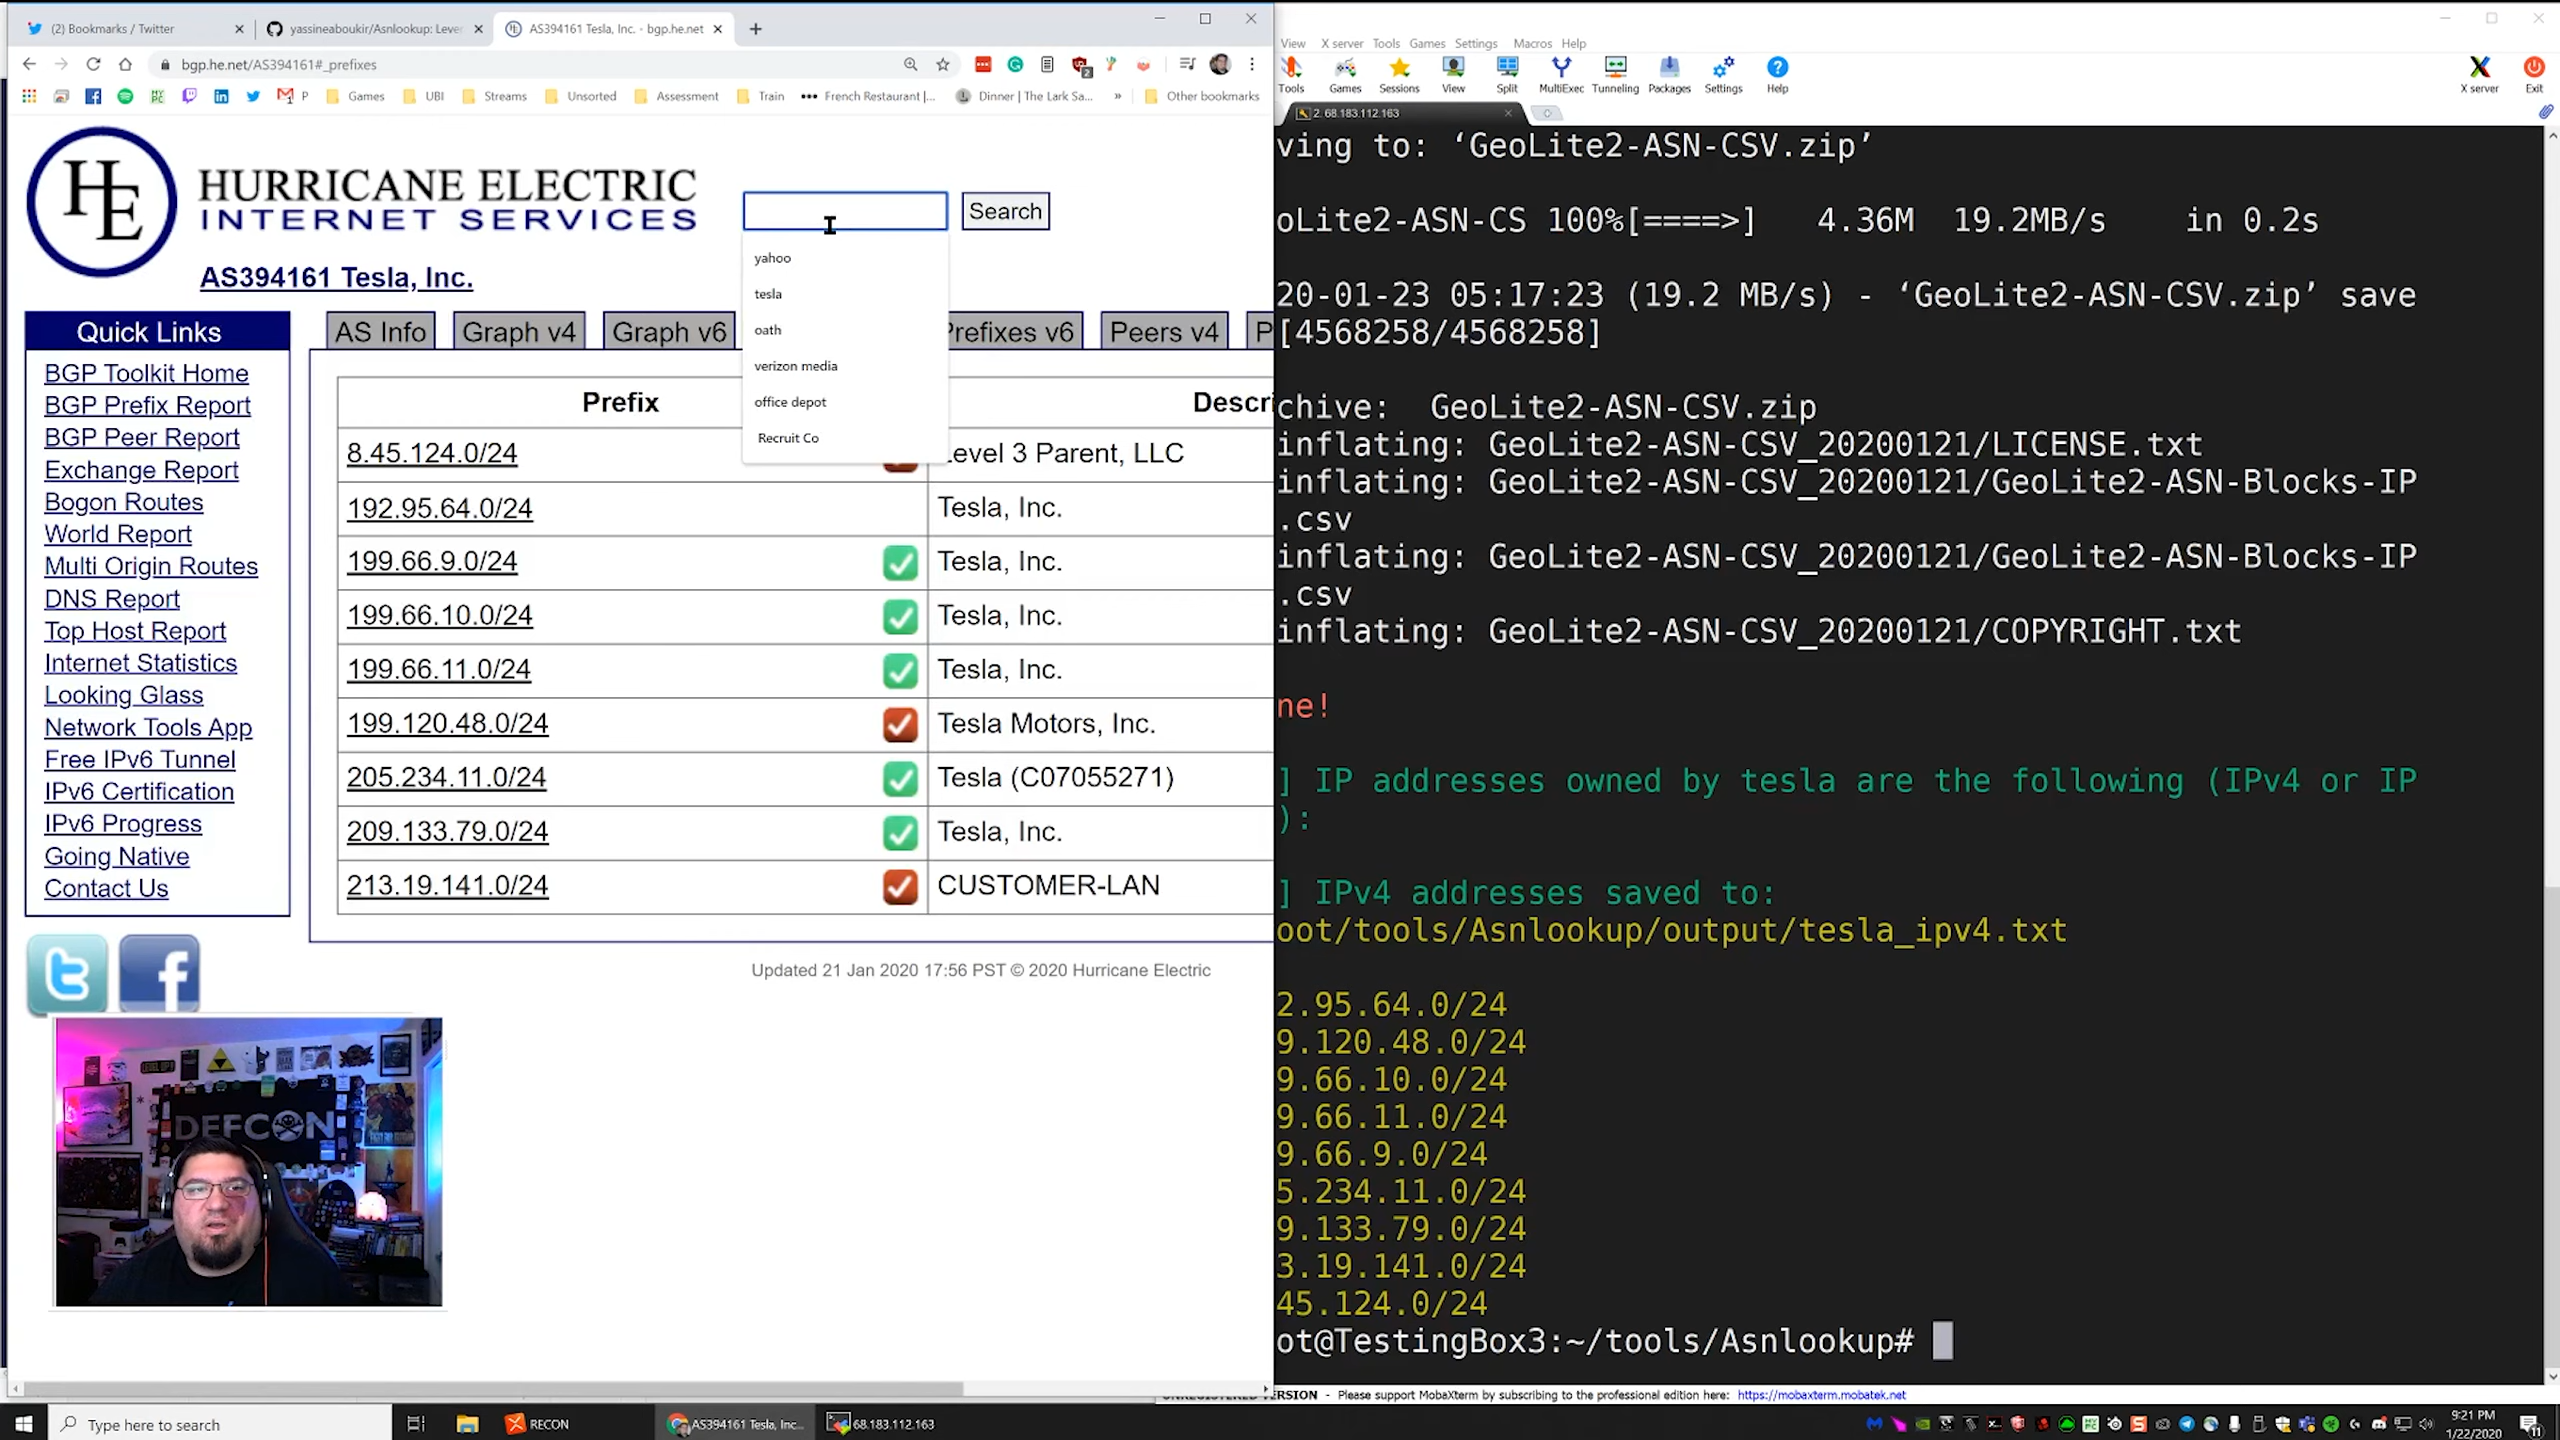 (2) Bookmarks / Twitter
yassineaboukir/Asnlookup: Lever
AS394161 Tesla, Inc. - bgp.he.net
bgp.he.net/AS394161#_prefixes
P
Games
UBI
Streams
Unsorted
Assessment
Train
French Restaurant |...
Dinner | The Lark Sa...
»
Other bookmarks
HE
HURRICANE ELECTRIC
INTERNET SERVICES
Search
yahoo
tesla
oath
verizon media
office depot
Recruit Co
AS394161 Tesla, Inc.
Quick Links
BGP Toolkit Home
BGP Prefix Report
BGP Peer Report
Exchange Report
Bogon Routes
World Report
Multi Origin Routes
DNS Report
Top Host Report
Internet Statistics
Looking Glass
Network Tools App
Free IPv6 Tunnel
IPv6 Certification
IPv6 Progress
Going Native
Contact Us
AS Info
Graph v4
Graph v6
Prefixes v6
Peers v4
P
Prefix
Descri
8.45.124.0/24
Level 3 Parent, LLC
192.95.64.0/24
Tesla, Inc.
199.66.9.0/24
Tesla, Inc.
199.66.10.0/24
Tesla, Inc.
199.66.11.0/24
Tesla, Inc.
199.120.48.0/24
Tesla Motors, Inc.
205.234.11.0/24
Tesla (C07055271)
209.133.79.0/24
Tesla, Inc.
213.19.141.0/24
CUSTOMER-LAN
Updated 21 Jan 2020 17:56 PST © 2020 Hurricane Electric
DEFCON
View
X server
Tools
Games
Settings
Macros
Help
Tools
Games
Sessions
View
Split
MultiExec
Tunneling
Packages
Settings
Help
X server
Exit
2. 68.183.112.163
ving to: ‘GeoLite2-ASN-CSV.zip’
oLite2-ASN-CS 100%[====>] 4.36M 19.2MB/s in 0.2s
20-01-23 05:17:23 (19.2 MB/s) - ‘GeoLite2-ASN-CSV.zip’ save
[4568258/4568258]
chive: GeoLite2-ASN-CSV.zip
inflating: GeoLite2-ASN-CSV_20200121/LICENSE.txt
inflating: GeoLite2-ASN-CSV_20200121/GeoLite2-ASN-Blocks-IP
.csv
inflating: GeoLite2-ASN-CSV_20200121/GeoLite2-ASN-Blocks-IP
.csv
inflating: GeoLite2-ASN-CSV_20200121/COPYRIGHT.txt
ne!
] IP addresses owned by tesla are the following (IPv4 or IP
):
] IPv4 addresses saved to:
oot/tools/Asnlookup/output/tesla_ipv4.txt
2.95.64.0/24
9.120.48.0/24
9.66.10.0/24
9.66.11.0/24
9.66.9.0/24
5.234.11.0/24
9.133.79.0/24
3.19.141.0/24
45.124.0/24
ot@TestingBox3:~/tools/Asnlookup#
UNREGISTERED VERSION - Please support MobaXterm by subscribing to the professional edition here: https://mobaxterm.mobatek.net
Type here to search
RECON
AS394161 Tesla, Inc...
68.183.112.163
9:21 PM
1/22/2020